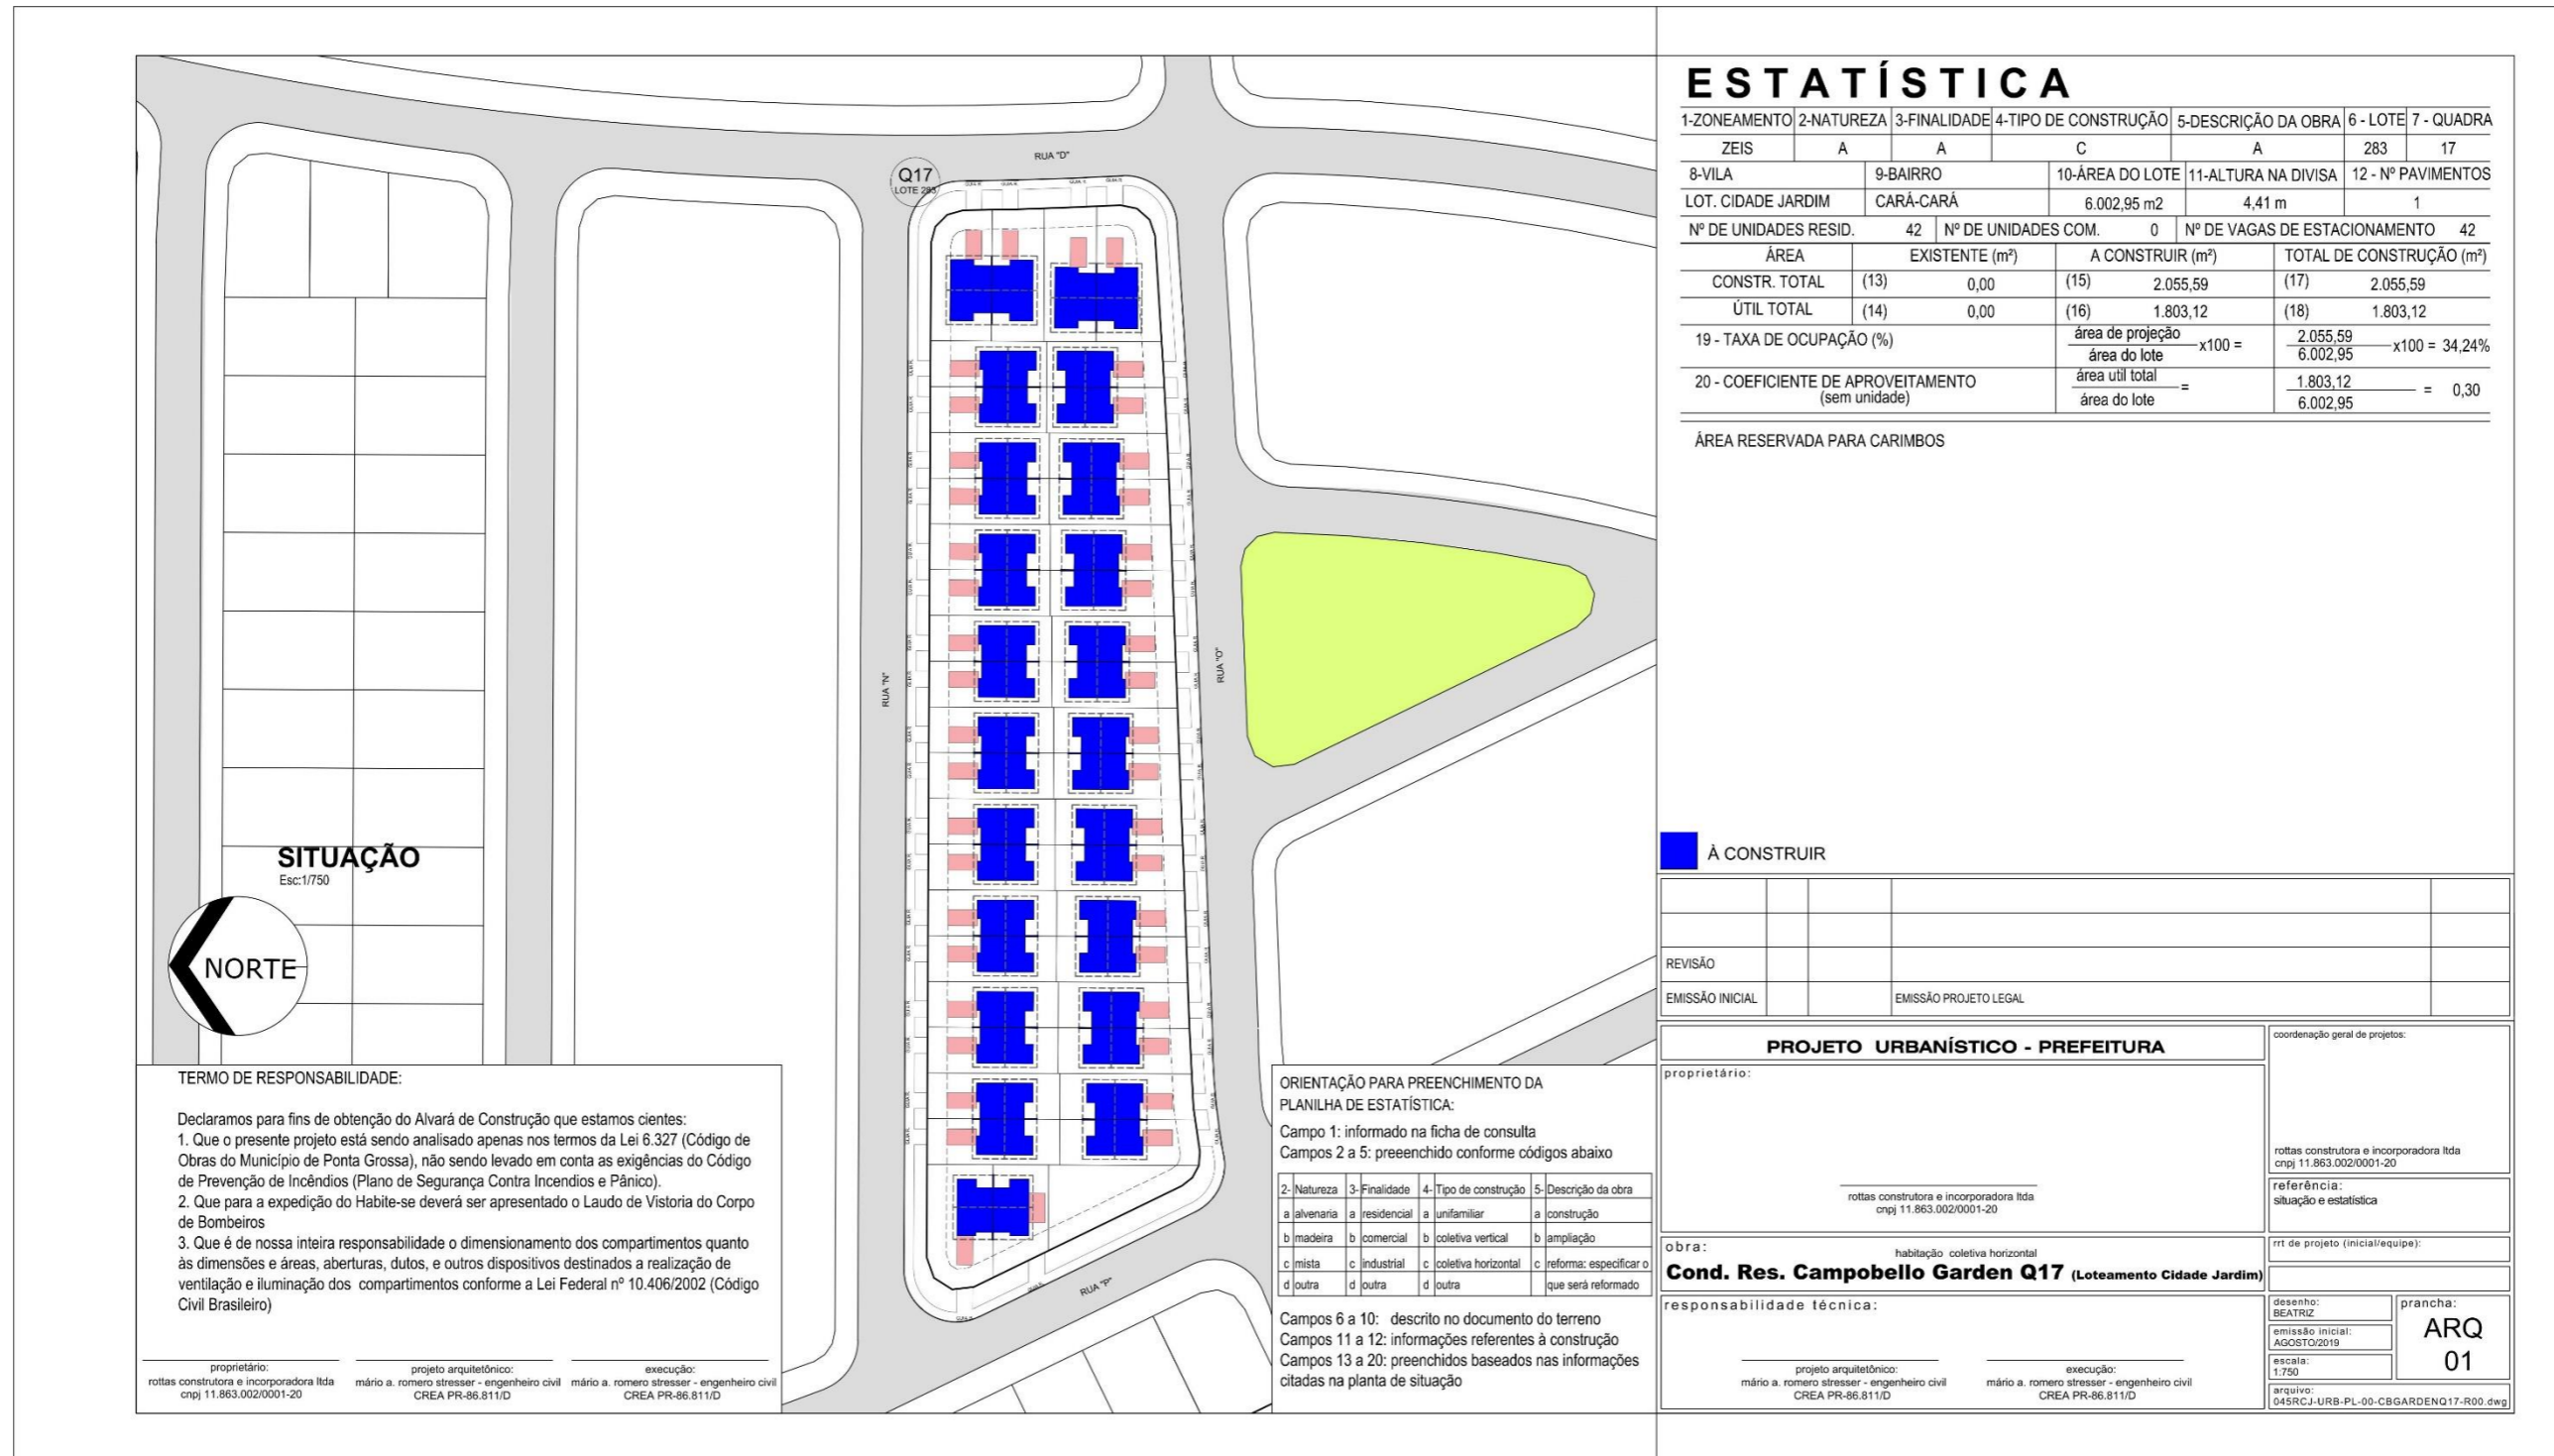 RUA "D"
Q17
LOTE 283
RUA "N"
RUA "O"
RUA "P"
SITUAÇÃO
Esc:1/750
NORTE
TERMO DE RESPONSABILIDADE:
Declaramos para fins de obtenção do Alvará de Construção que estamos cientes:
1. Que o presente projeto está sendo analisado apenas nos termos da Lei 6.327 (Código de
Obras do Município de Ponta Grossa), não sendo levado em conta as exigências do Código
de Prevenção de Incêndios (Plano de Segurança Contra Incendios e Pânico).
2. Que para a expedição do Habite-se deverá ser apresentado o Laudo de Vistoria do Corpo
de Bombeiros
3. Que é de nossa inteira responsabilidade o dimensionamento dos compartimentos quanto
às dimensões e áreas, aberturas, dutos, e outros dispositivos destinados a realização de
ventilação e iluminação dos compartimentos conforme a Lei Federal nº 10.406/2002 (Código
Civil Brasileiro)
proprietário: projeto arquitetônico: execução:
rottas construtora e incorporadora ltda mário a. romero stresser - engenheiro civil mário a. romero stresser - engenheiro civil
cnpj 11.863.002/0001-20 CREA PR-86.811/D CREA PR-86.811/D
ORIENTAÇÃO PARA PREENCHIMENTO DA
PLANILHA DE ESTATÍSTICA:
Campo 1: informado na ficha de consulta
Campos 2 a 5: preeenchido conforme códigos abaixo
2- Natureza 3- Finalidade 4- Tipo de construção 5- Descrição da obra
a alvenaria a residencial a unifamiliar a construção
b madeira b comercial b coletiva vertical b ampliação
c mista c industrial c coletiva horizontal c reforma: especificar o
d outra d outra d outra que será reformado
Campos 6 a 10: descrito no documento do terreno
Campos 11 a 12: informações referentes à construção
Campos 13 a 20: preenchidos baseados nas informações
citadas na planta de situação
ESTATÍSTICA
1-ZONEAMENTO 2-NATUREZA 3-FINALIDADE 4-TIPO DE CONSTRUÇÃO 5-DESCRIÇÃO DA OBRA 6 - LOTE 7 - QUADRA
ZEIS A A C A 283 17
8-VILA 9-BAIRRO 10-ÁREA DO LOTE 11-ALTURA NA DIVISA 12 - Nº PAVIMENTOS
LOT. CIDADE JARDIM CARÁ-CARÁ 6.002,95 m2 4,41 m 1
Nº DE UNIDADES RESID. 42 Nº DE UNIDADES COM. 0 Nº DE VAGAS DE ESTACIONAMENTO 42
ÁREA EXISTENTE (m²) A CONSTRUIR (m²) TOTAL DE CONSTRUÇÃO (m²)
CONSTR. TOTAL (13) 0,00 (15) 2.055,59 (17) 2.055,59
ÚTIL TOTAL (14) 0,00 (16) 1.803,12 (18) 1.803,12
19 - TAXA DE OCUPAÇÃO (%) área de projeção x100 = 2.055,59 x100 = 34,24%
área do lote 6.002,95
20 - COEFICIENTE DE APROVEITAMENTO área util total = 1.803,12 = 0,30
(sem unidade) área do lote 6.002,95
ÁREA RESERVADA PARA CARIMBOS
À CONSTRUIR
REVISÃO
EMISSÃO INICIAL EMISSÃO PROJETO LEGAL
PROJETO URBANÍSTICO - PREFEITURA
coordenação geral de projetos:
rottas construtora e incorporadora ltda
cnpj 11.863.002/0001-20
proprietário:
rottas construtora e incorporadora ltda
cnpj 11.863.002/0001-20
referência:
situação e estatística
obra:
habitação coletiva horizontal
Cond. Res. Campobello Garden Q17 (Loteamento Cidade Jardim)
rrt de projeto (inicial/equipe):
responsabilidade técnica:
projeto arquitetônico: execução:
mário a. romero stresser - engenheiro civil mário a. romero stresser - engenheiro civil
CREA PR-86.811/D CREA PR-86.811/D
desenho:
BEATRIZ
emissão inicial:
AGOSTO/2019
escala:
1:750
prancha:
ARQ
01
arquivo:
045RCJ-URB-PL-00-CBGARDENQ17-R00.dwg